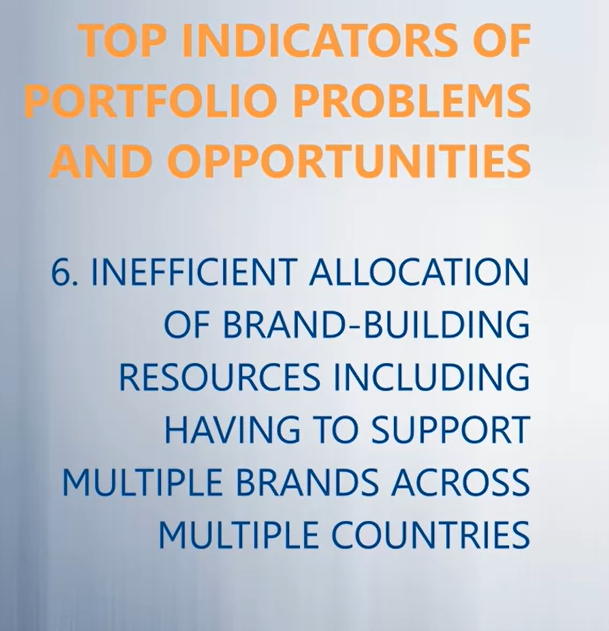 TOP INDICATORS OF
PORTFOLIO PROBLEMS
AND OPPORTUNITIES
6. INEFFICIENT ALLOCATION
OF BRAND-BUILDING
RESOURCES INCLUDING
HAVING TO SUPPORT
MULTIPLE BRANDS ACROSS
MULTIPLE COUNTRIES